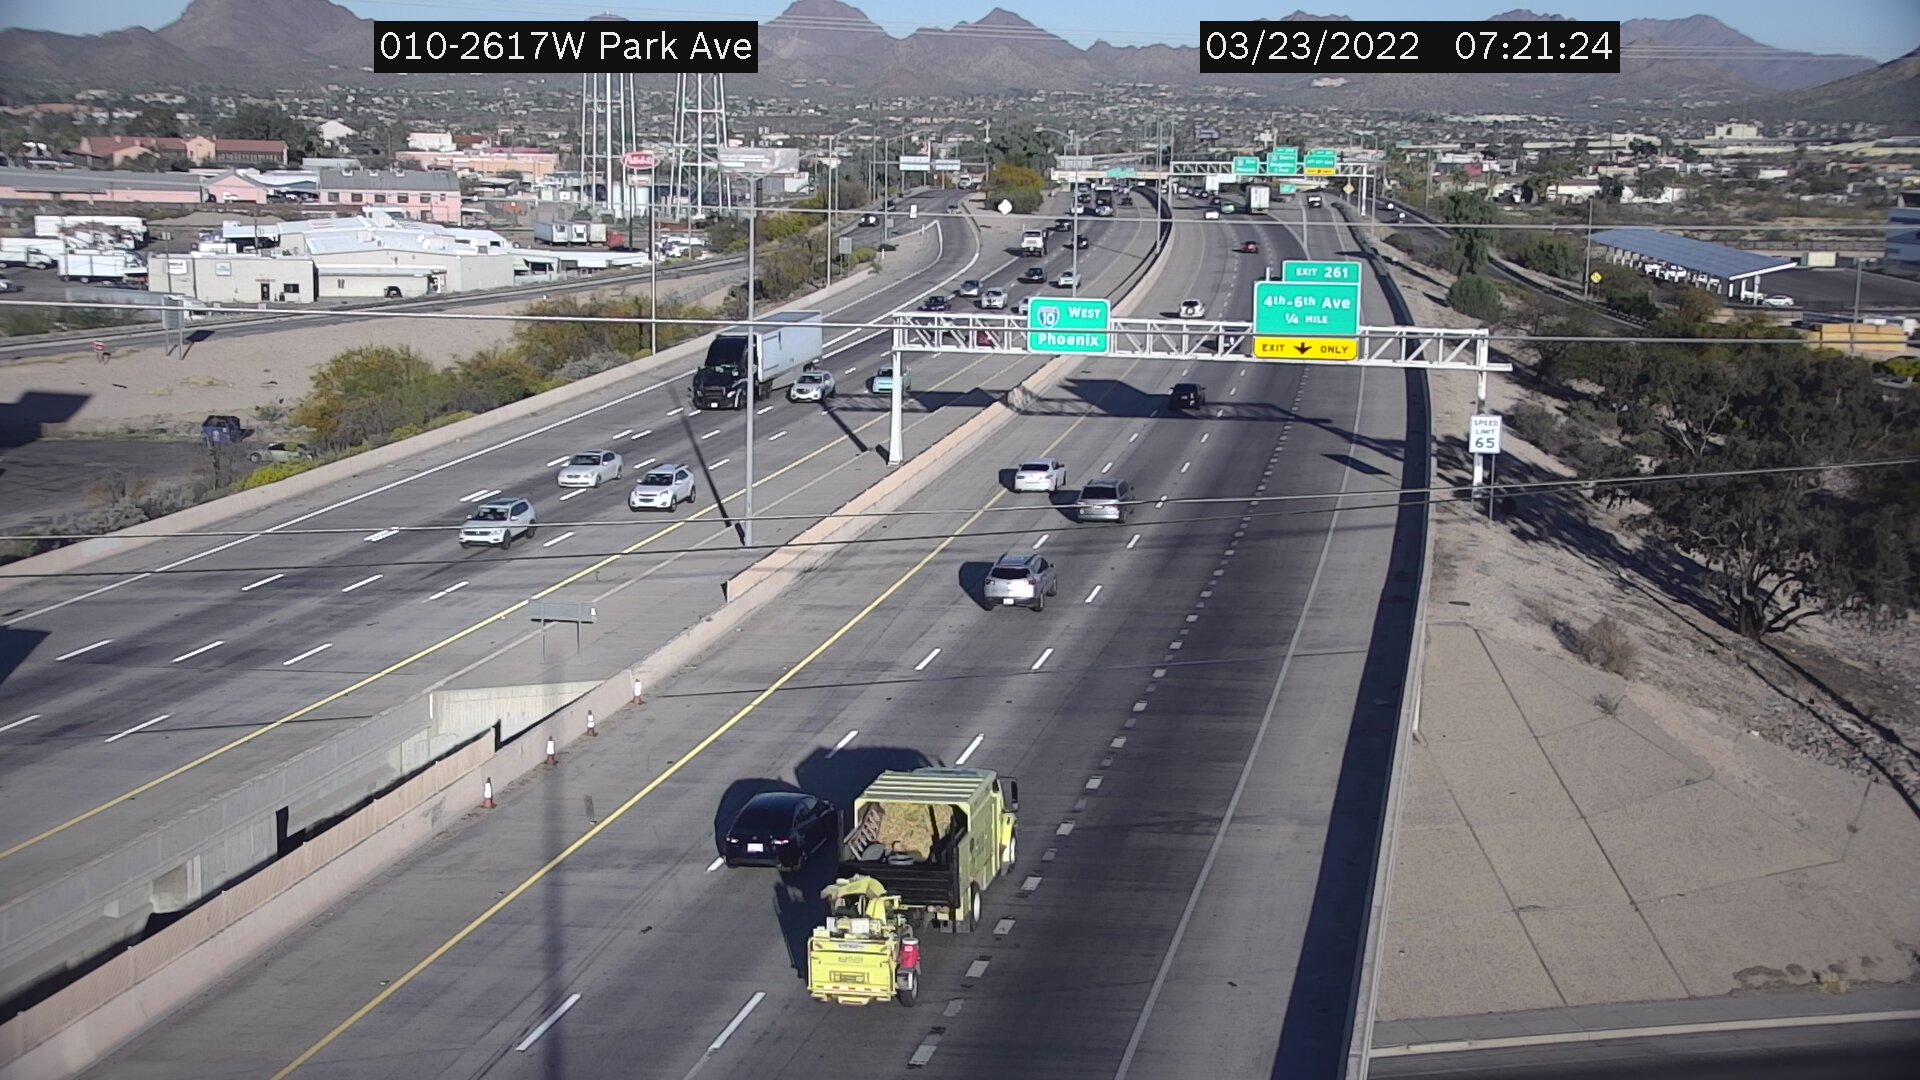 010-2617W Park Ave
03/23/2022 07:21:24
EXIT 261
4th-6th Ave
¼ MILE
EXIT ONLY
10 WEST
Phoenix
SPEED
LIMIT
65